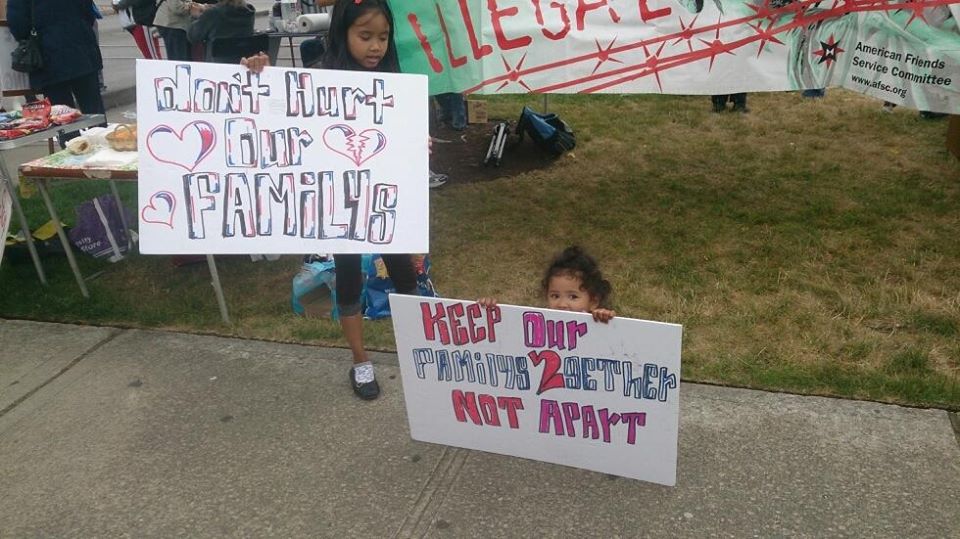 ILLEGAL
American Friends
Service Committee
www.afsc.org
don't Hurt
Our
FAMiLYS
KEEP Our
FAMiLYS 2gETHEr
NOT APArT